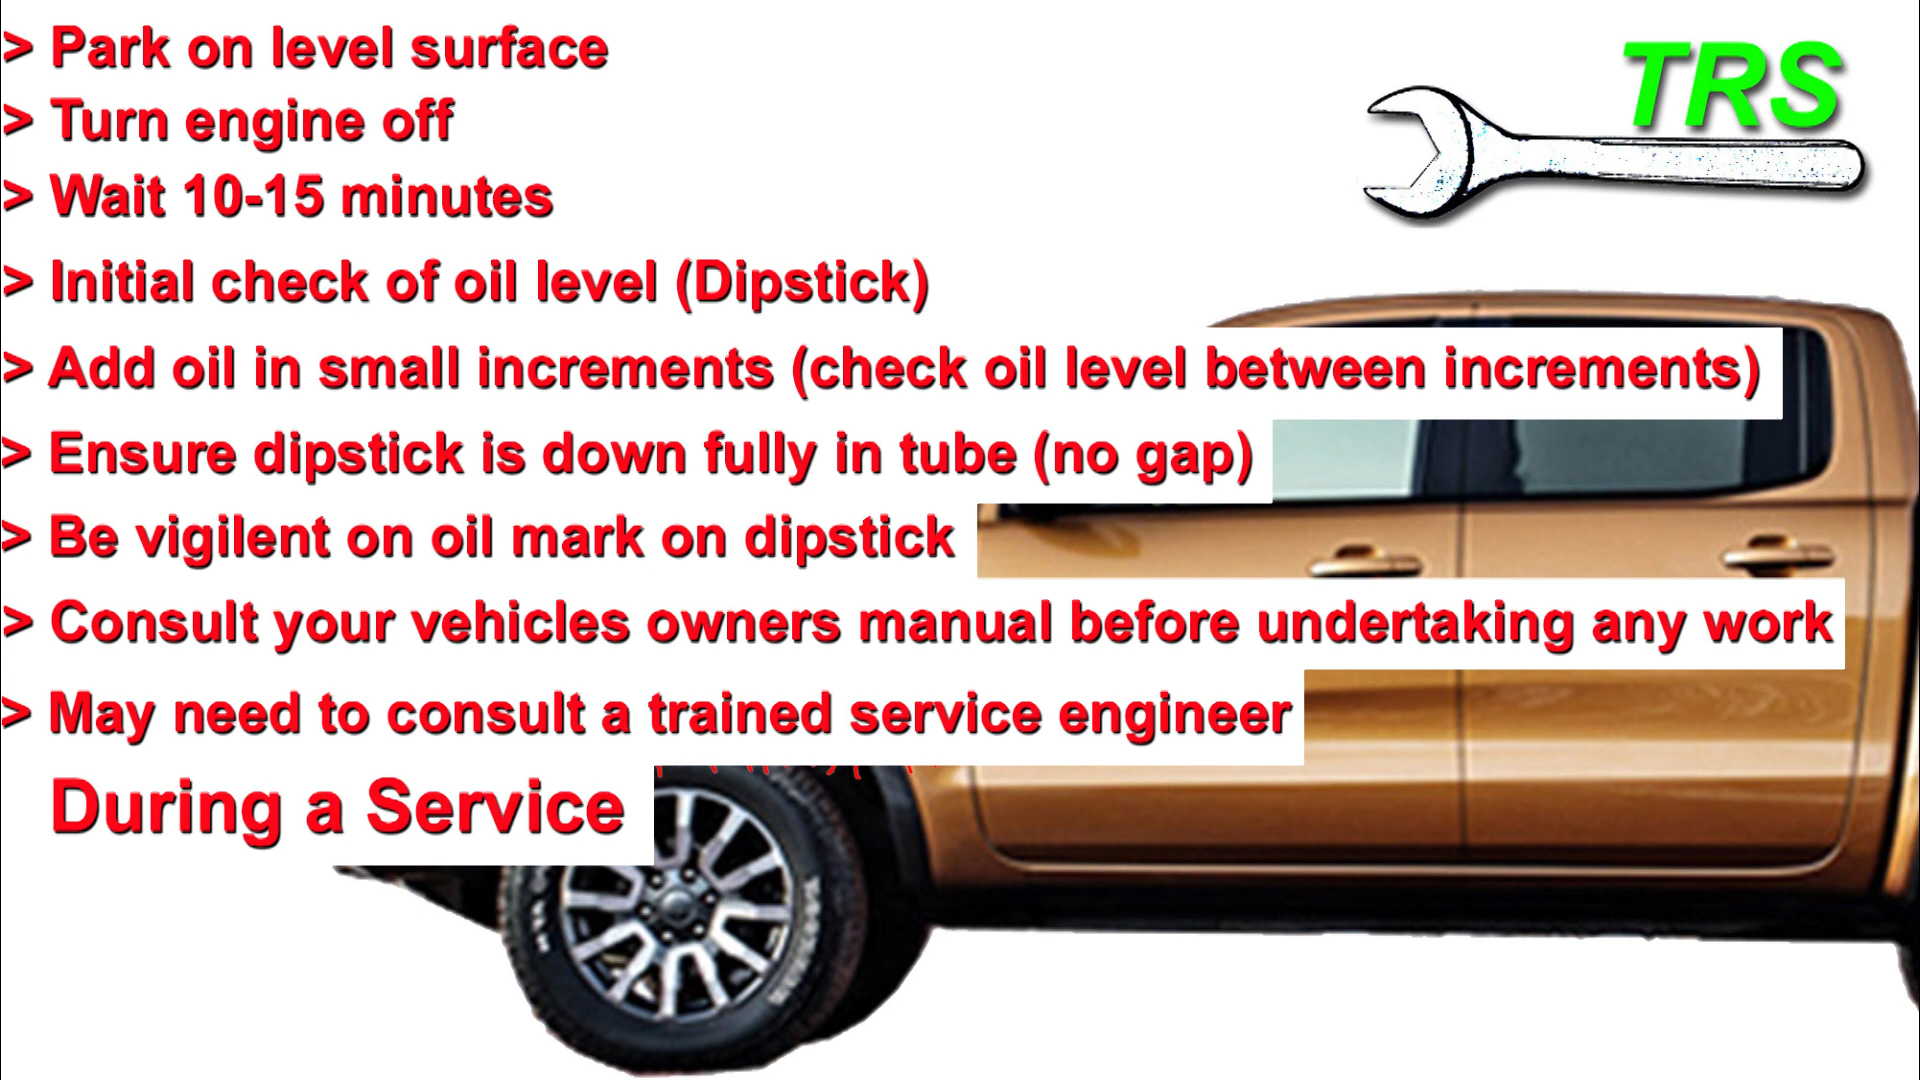 > Park on level surface
TRS
> Turn engine off
> Wait 10-15 minutes
> Initial check of oil level (Dipstick)
> Add oil in small increments (check oil level between increments)
> Ensure dipstick is down fully in tube (no gap)
> Be vigilent on oil mark on dipstick
> Consult your vehicles owners manual before undertaking any work
> May need to consult a trained service engineer
During a Service